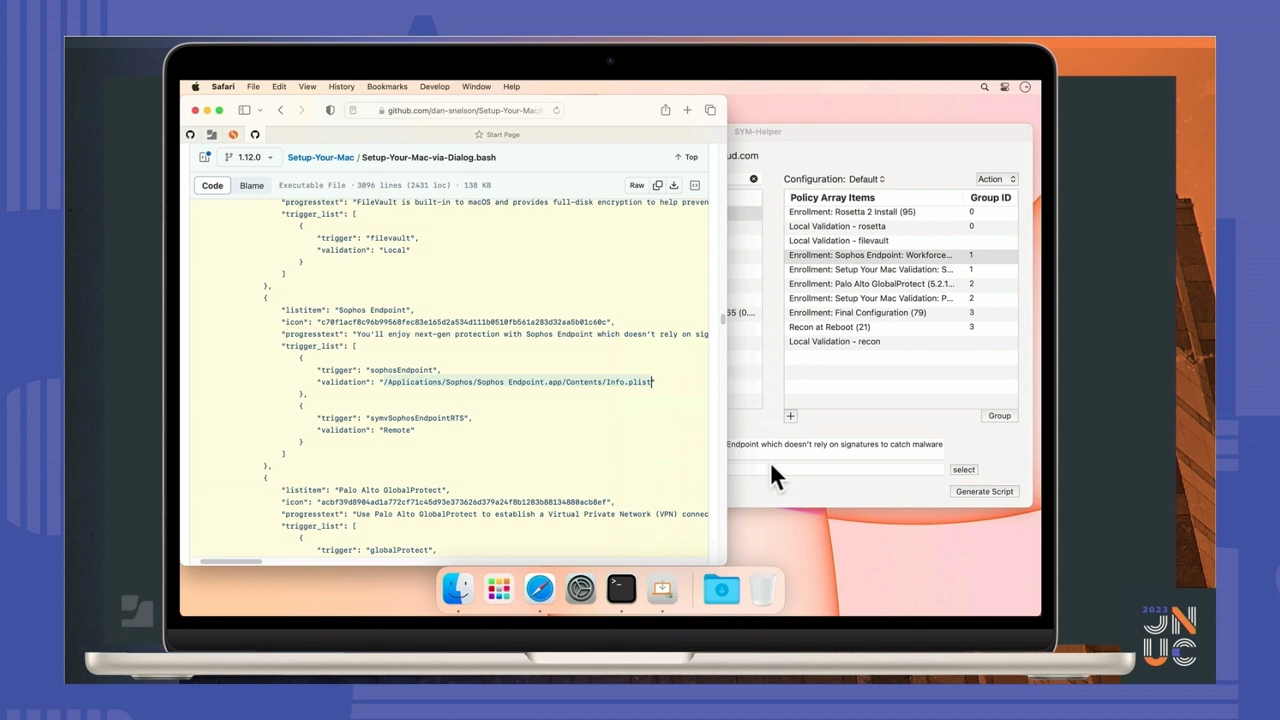 Safari File Edit View History Bookmarks Develop Window Help
github.com/dan-snelson/Setup-Your-Mac/
Start Page
1.12.0
Setup-Your-Mac / Setup-Your-Mac-via-Dialog.bash
Top
Code Blame Executable File · 3096 lines (2431 loc) · 138 KB Raw
"progresstext": "FileVault is built-in to macOS and provides full-disk encryption to help preven
"trigger_list": [
{
"trigger": "filevault",
"validation": "Local"
}
]
},
{
"listitem": "Sophos Endpoint",
"icon": "c70f1acf8c96b99568fec83e165d2a534d111b0510fb561a283d32aa5b01c60c",
"progresstext": "You'll enjoy next-gen protection with Sophos Endpoint which doesn't rely on sig
"trigger_list": [
{
"trigger": "sophosEndpoint",
"validation": "/Applications/Sophos/Sophos Endpoint.app/Contents/Info.plist"
},
{
"trigger": "symvSophosEndpointRTS",
"validation": "Remote"
}
]
},
{
"listitem": "Palo Alto GlobalProtect",
"icon": "acbf39d8904ad1a772cf71c45d93e373626d379a24f8b1283b88134880acb8ef",
"progresstext": "Use Palo Alto GlobalProtect to establish a Virtual Private Network (VPN) connec
"trigger_list": [
{
"trigger": "globalProtect",
SYM-Helper
ud.com
Configuration: Default
Action
Policy Array Items Group ID
Enrollment: Rosetta 2 Install (95) 0
Local Validation - rosetta 0
Local Validation - filevault
Enrollment: Sophos Endpoint: Workforce... 1
Enrollment: Setup Your Mac Validation: S... 1
Enrollment: Palo Alto GlobalProtect (5.2.1... 2
Enrollment: Setup Your Mac Validation: P... 2
55 (0....
Enrollment: Final Configuration (79) 3
Recon at Reboot (21) 3
Local Validation - recon
+
Group
Endpoint which doesn't rely on signatures to catch malware
select
Generate Script
2023
JN
UC